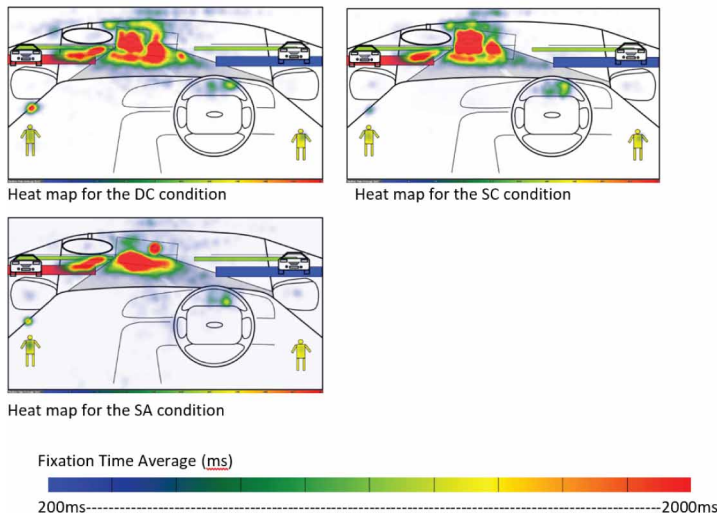 Heat map for the DC condition
Heat map for the SC condition
Heat map for the SA condition
Fixation Time Average (ms)
200ms------------------------------------------------------------------------------------2000ms